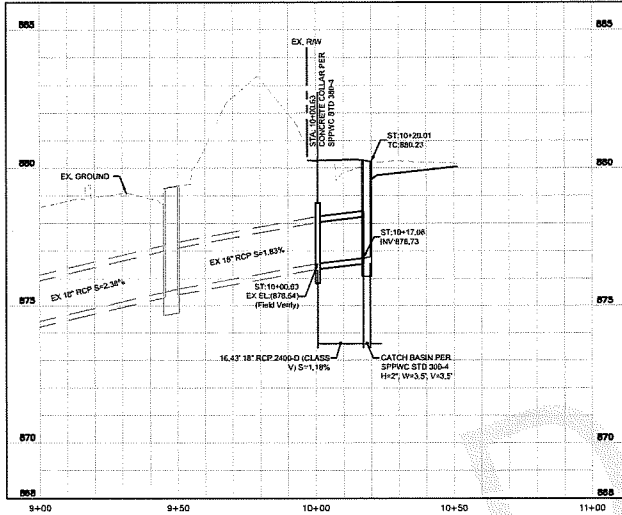 885
885
EX. R/W
STA: 10+00.63
CONCRETE COLLAR PER
SPPWC STD 380-4
ST:10+20.01
TC:880.23
880
880
EX. GROUND
ST:10+17.06
INV:876.73
EX 18" RCP S=1.83%
EX 18" RCP S=2.38%
ST:10+00.63
EX EL:(876.54)
(Field Verify)
875
875
16.43' 18" RCP 2400-D (CLASS
V) S=1.18%
CATCH BASIN PER
SPPWC STD 300-4
H=2", W=3.5', V=3.5'
870
870
868
868
9+00
9+50
10+00
10+50
11+00